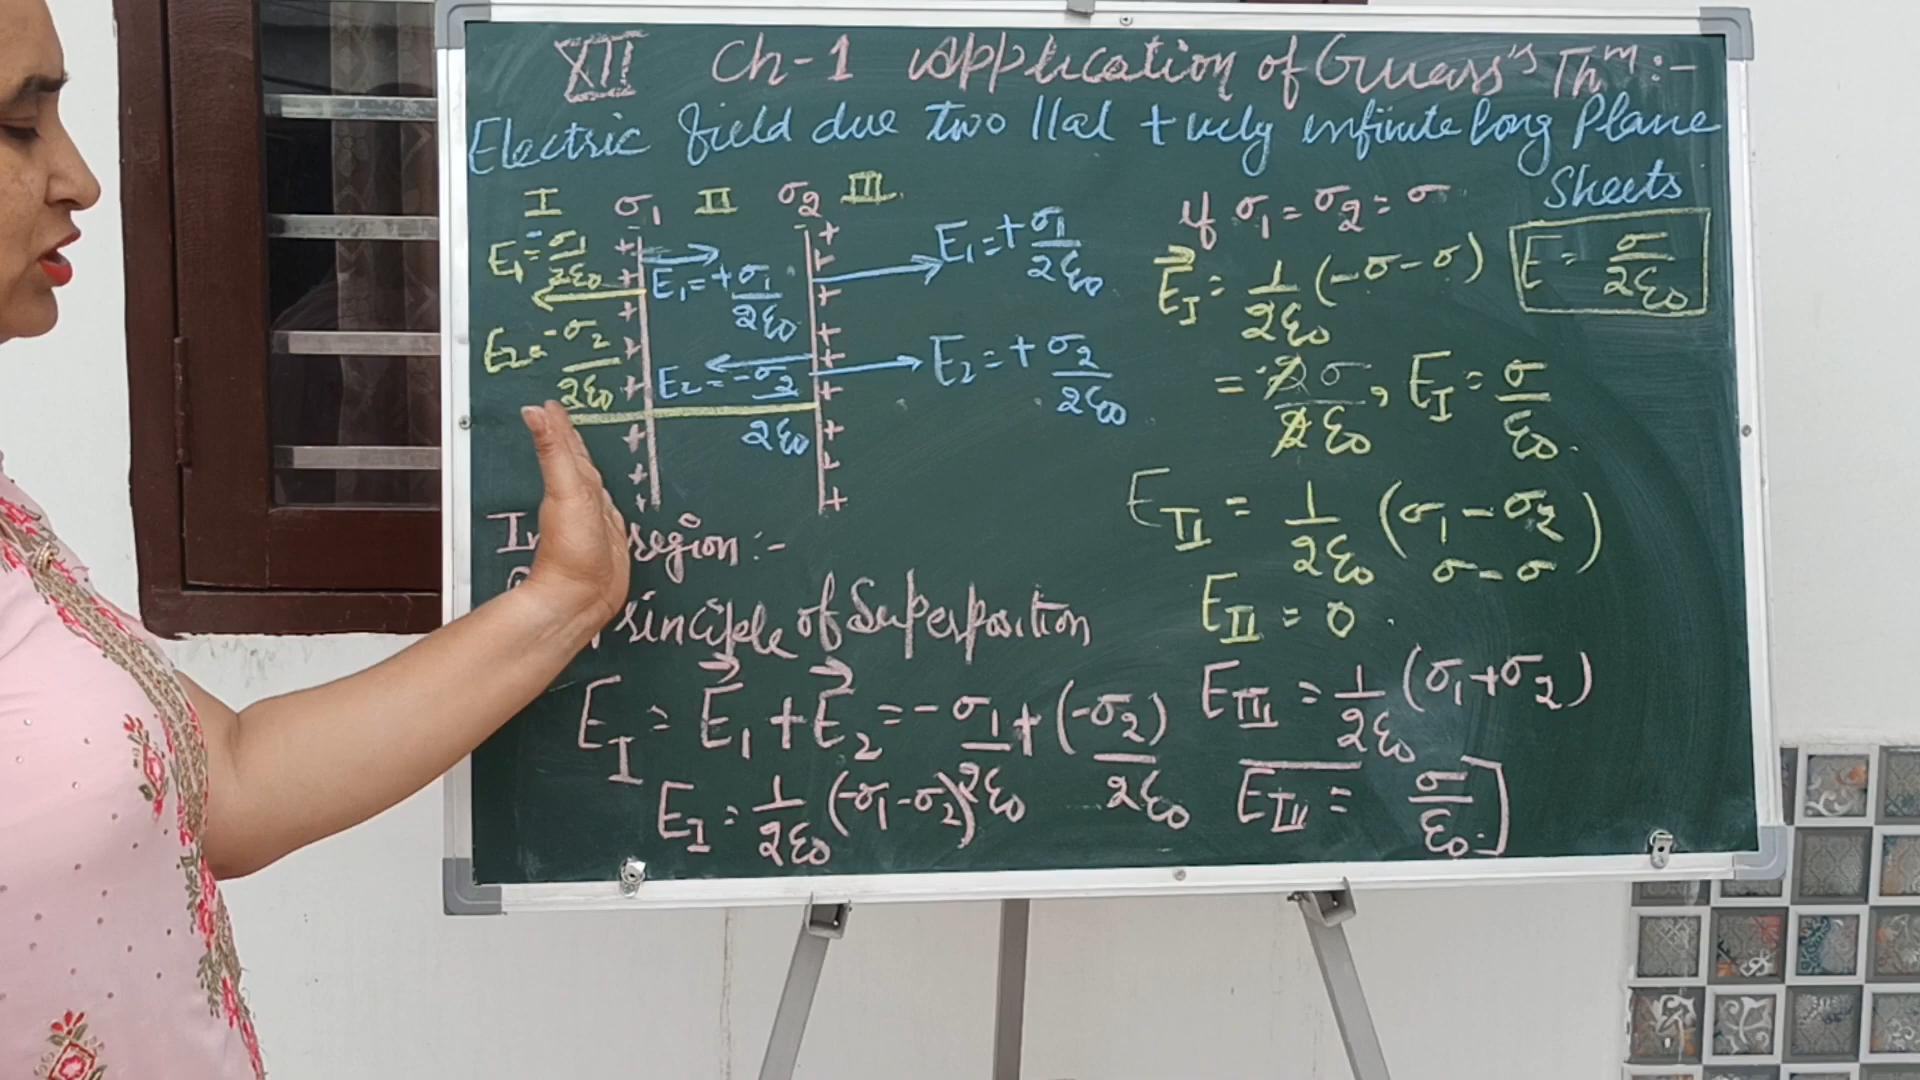 XII Ch-1 Application of Guass's Thm:-
Electric field due two llal +vely infinite long Plane
Sheets
I σ1 II σ2 III
E1 = -σ1/2ε0
E1 = +σ1/2ε0
E1 = +σ1/2ε0
E2 = -σ2/2ε0
E2 = -σ2/2ε0
E2 = +σ2/2ε0
region :-
Principle of Superposition
E_I = E1 + E2 = -σ1/2ε0 + (-σ2)/2ε0
E_I = 1/2ε0 (-σ1 - σ2)
if σ1 = σ2 = σ
E = σ/2ε0
E_I = 1/2ε0 (-σ - σ)
= -2σ/2ε0, E_I = σ/ε0.
E_II = 1/2ε0 (σ1 - σ2)
σ - σ
E_II = 0.
E_III = 1/2ε0 (σ1 + σ2)
E_III = σ/ε0.]